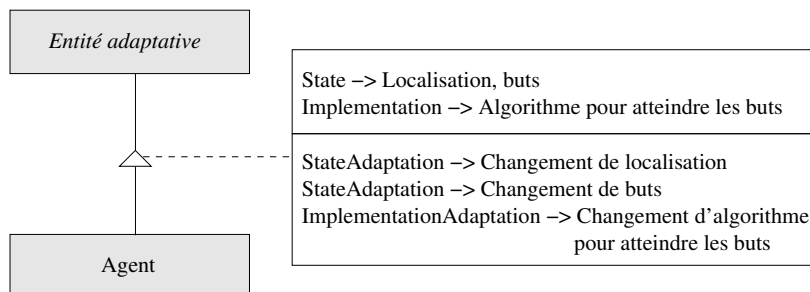 Entité adaptative
State −> Localisation, buts
Implementation −> Algorithme pour atteindre les buts
StateAdaptation −> Changement de localisation
StateAdaptation −> Changement de buts
ImplementationAdaptation −> Changement d'algorithme
pour atteindre les buts
Agent